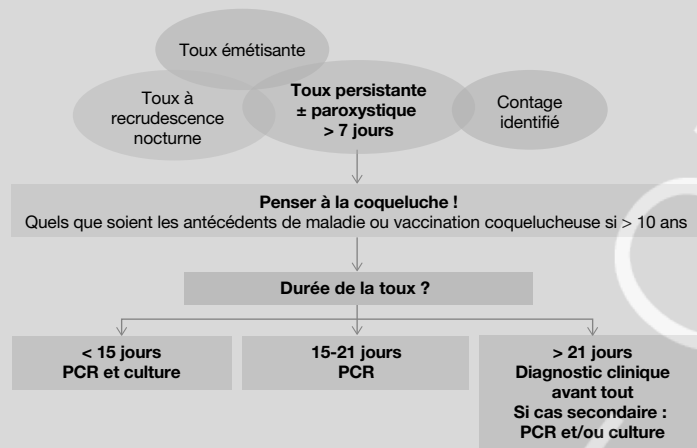 Toux émétisante
Toux à
recrudescence
nocturne
Toux persistante
± paroxystique
> 7 jours
Contage
identifié
Penser à la coqueluche !
Quels que soient les antécédents de maladie ou vaccination coquelucheuse si > 10 ans
Durée de la toux ?
< 15 jours
PCR et culture
15-21 jours
PCR
> 21 jours
Diagnostic clinique
avant tout
Si cas secondaire :
PCR et/ou culture